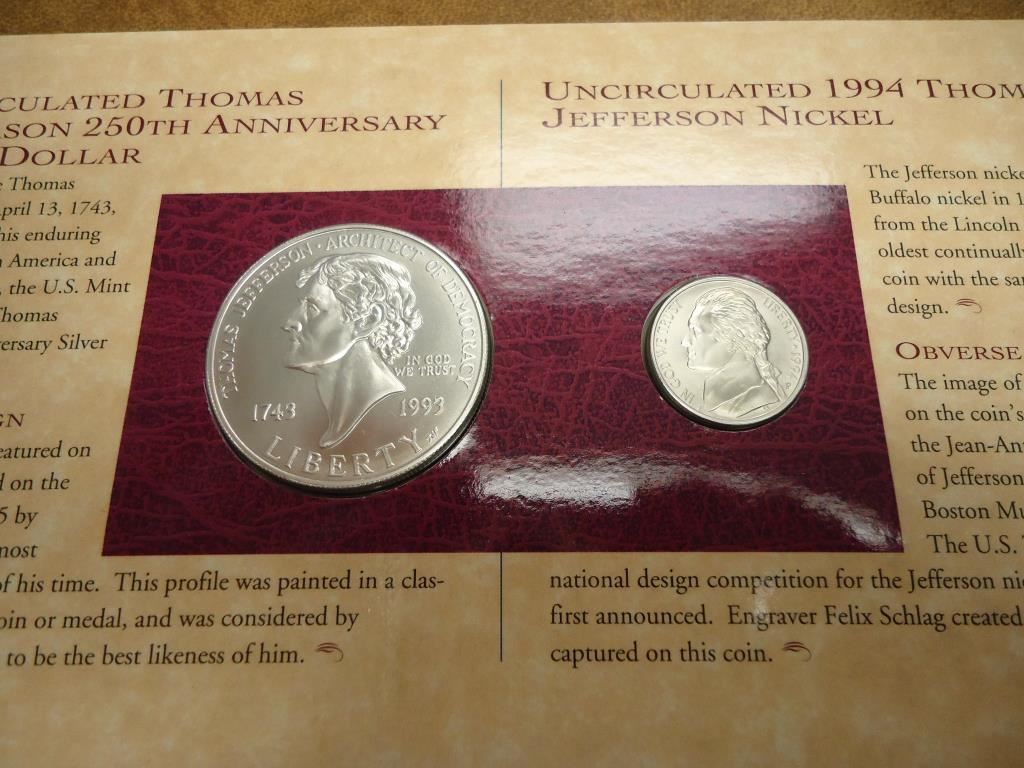 CULATED THOMAS
SON 250TH ANNIVERSARY
DOLLAR
Thomas
pril 13, 1743,
his enduring
America and
, the U.S. Mint
homas
ersary Silver
GN
eatured on
d on the
5 by
most
of his time. This profile was painted in a clas-
oin or medal, and was considered by
to be the best likeness of him.
THOMAS JEFFERSON · ARCHITECT OF DEMOCRACY
IN GOD
WE TRUST
1743 1993
LIBERTY
UNCIRCULATED 1994 THOM
JEFFERSON NICKEL
IN GOD WE TRUST LIBERTY · 1994
The Jefferson nicke
Buffalo nickel in 1
from the Lincoln
oldest continually
coin with the sa
design.
OBVERSE
The image of
on the coin's
the Jean-An
of Jefferson
Boston Mu
The U.S.
national design competition for the Jefferson ni
first announced. Engraver Felix Schlag created
captured on this coin.